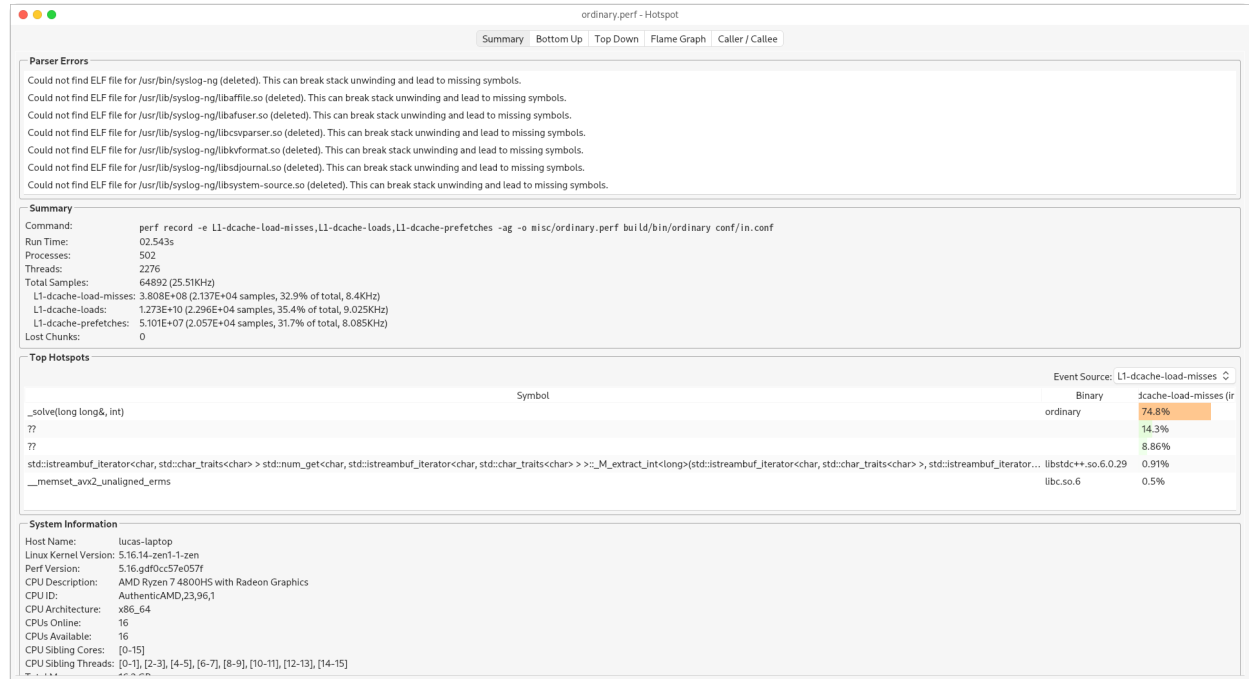 ordinary.perf - Hotspot
Summary Bottom Up Top Down Flame Graph Caller / Callee
Parser Errors
Could not find ELF file for /usr/bin/syslog-ng (deleted). This can break stack unwinding and lead to missing symbols.
Could not find ELF file for /usr/lib/syslog-ng/libaffile.so (deleted). This can break stack unwinding and lead to missing symbols.
Could not find ELF file for /usr/lib/syslog-ng/libafuser.so (deleted). This can break stack unwinding and lead to missing symbols.
Could not find ELF file for /usr/lib/syslog-ng/libcsvparser.so (deleted). This can break stack unwinding and lead to missing symbols.
Could not find ELF file for /usr/lib/syslog-ng/libkvformat.so (deleted). This can break stack unwinding and lead to missing symbols.
Could not find ELF file for /usr/lib/syslog-ng/libsdjournal.so (deleted). This can break stack unwinding and lead to missing symbols.
Could not find ELF file for /usr/lib/syslog-ng/libsystem-source.so (deleted). This can break stack unwinding and lead to missing symbols.
Summary
Command: perf record -e L1-dcache-load-misses,L1-dcache-loads,L1-dcache-prefetches -ag -o misc/ordinary.perf build/bin/ordinary conf/in.conf
Run Time: 02.543s
Processes: 502
Threads: 2276
Total Samples: 64892 (25.51KHz)
L1-dcache-load-misses: 3.808E+08 (2.137E+04 samples, 32.9% of total, 8.4KHz)
L1-dcache-loads: 1.273E+10 (2.296E+04 samples, 35.4% of total, 9.025KHz)
L1-dcache-prefetches: 5.101E+07 (2.057E+04 samples, 31.7% of total, 8.085KHz)
Lost Chunks: 0
Top Hotspots
Event Source: L1-dcache-load-misses
Symbol Binary dcache-load-misses (ir
_solve(long long&, int) ordinary 74.8%
?? 14.3%
?? 8.86%
std::istreambuf_iterator<char, std::char_traits<char> > std::num_get<char, std::istreambuf_iterator<char, std::char_traits<char> > >::_M_extract_int<long>(std::istreambuf_iterator<char, std::char_traits<char> >, std::istreambuf_iterator... libstdc++.so.6.0.29 0.91%
__memset_avx2_unaligned_erms libc.so.6 0.5%
System Information
Host Name: lucas-laptop
Linux Kernel Version: 5.16.14-zen1-1-zen
Perf Version: 5.16.gdf0cc57e057f
CPU Description: AMD Ryzen 7 4800HS with Radeon Graphics
CPU ID: AuthenticAMD,23,96,1
CPU Architecture: x86_64
CPUs Online: 16
CPUs Available: 16
CPU Sibling Cores: [0-15]
CPU Sibling Threads: [0-1], [2-3], [4-5], [6-7], [8-9], [10-11], [12-13], [14-15]